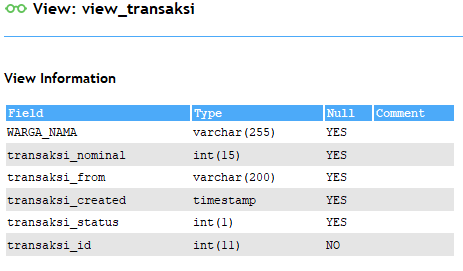 View: view_transaksi
View Information
Field Type Null Comment
WARGA_NAMA varchar(255) YES
transaksi_nominal int(15) YES
transaksi_from varchar(200) YES
transaksi_created timestamp YES
transaksi_status int(1) YES
transaksi_id int(11) NO